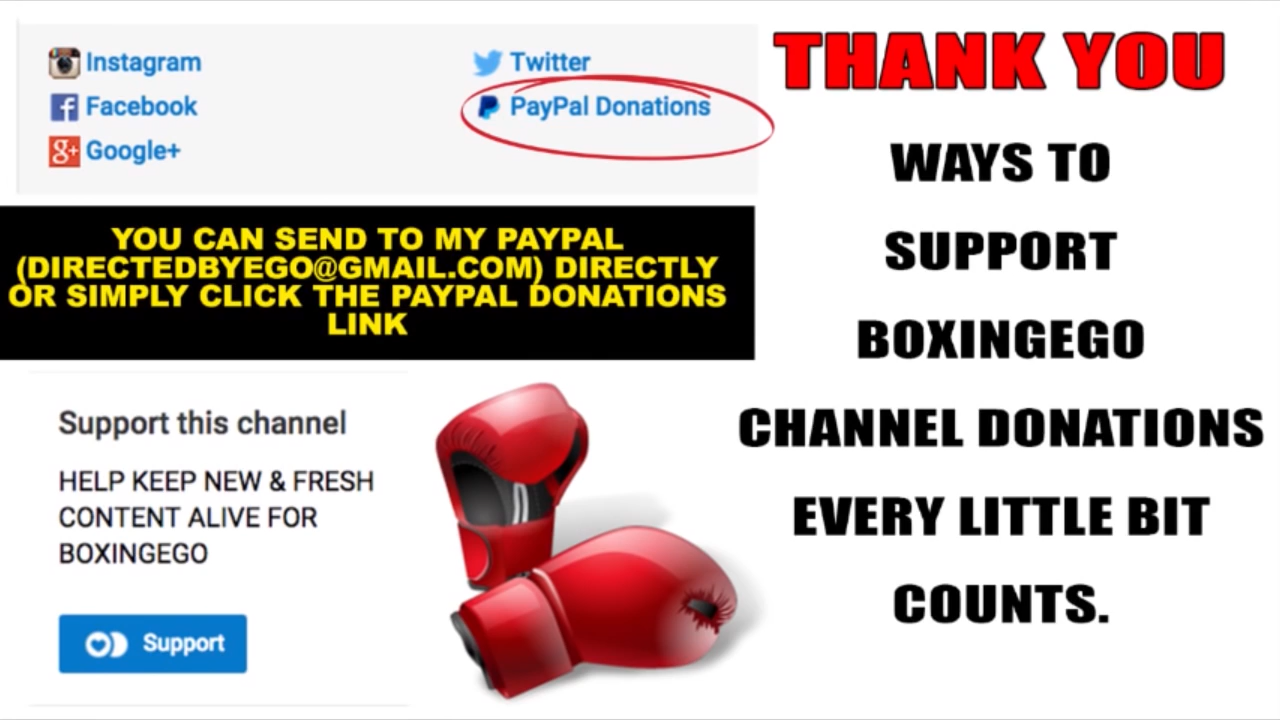 Instagram
Twitter
Facebook
PayPal Donations
Google+
YOU CAN SEND TO MY PAYPAL
(DIRECTEDBYEGO@GMAIL.COM) DIRECTLY
OR SIMPLY CLICK THE PAYPAL DONATIONS
LINK
Support this channel
HELP KEEP NEW & FRESH
CONTENT ALIVE FOR
BOXINGEGO
Support
THANK YOU
WAYS TO
SUPPORT
BOXINGEGO
CHANNEL DONATIONS
EVERY LITTLE BIT
COUNTS.